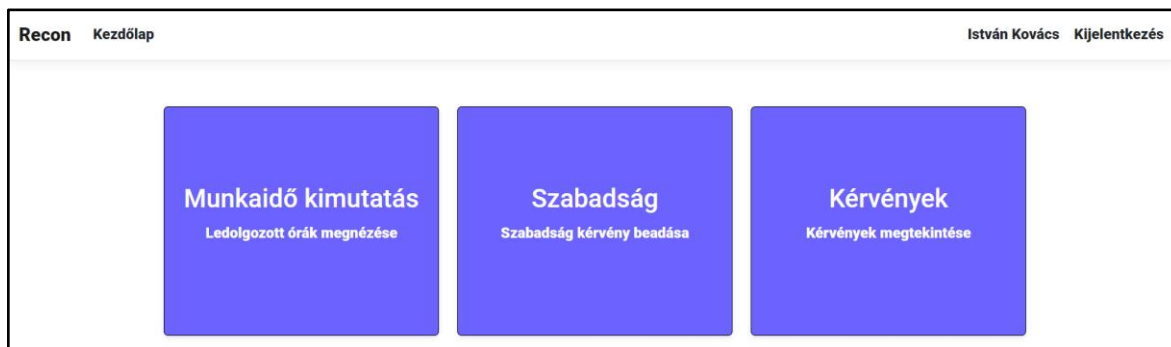 Recon Kezdőlap István Kovács Kijelentkezés
Munkaidő kimutatás
Ledolgozott órák megnézése
Szabadság
Szabadság kérvény beadása
Kérvények
Kérvények megtekintése